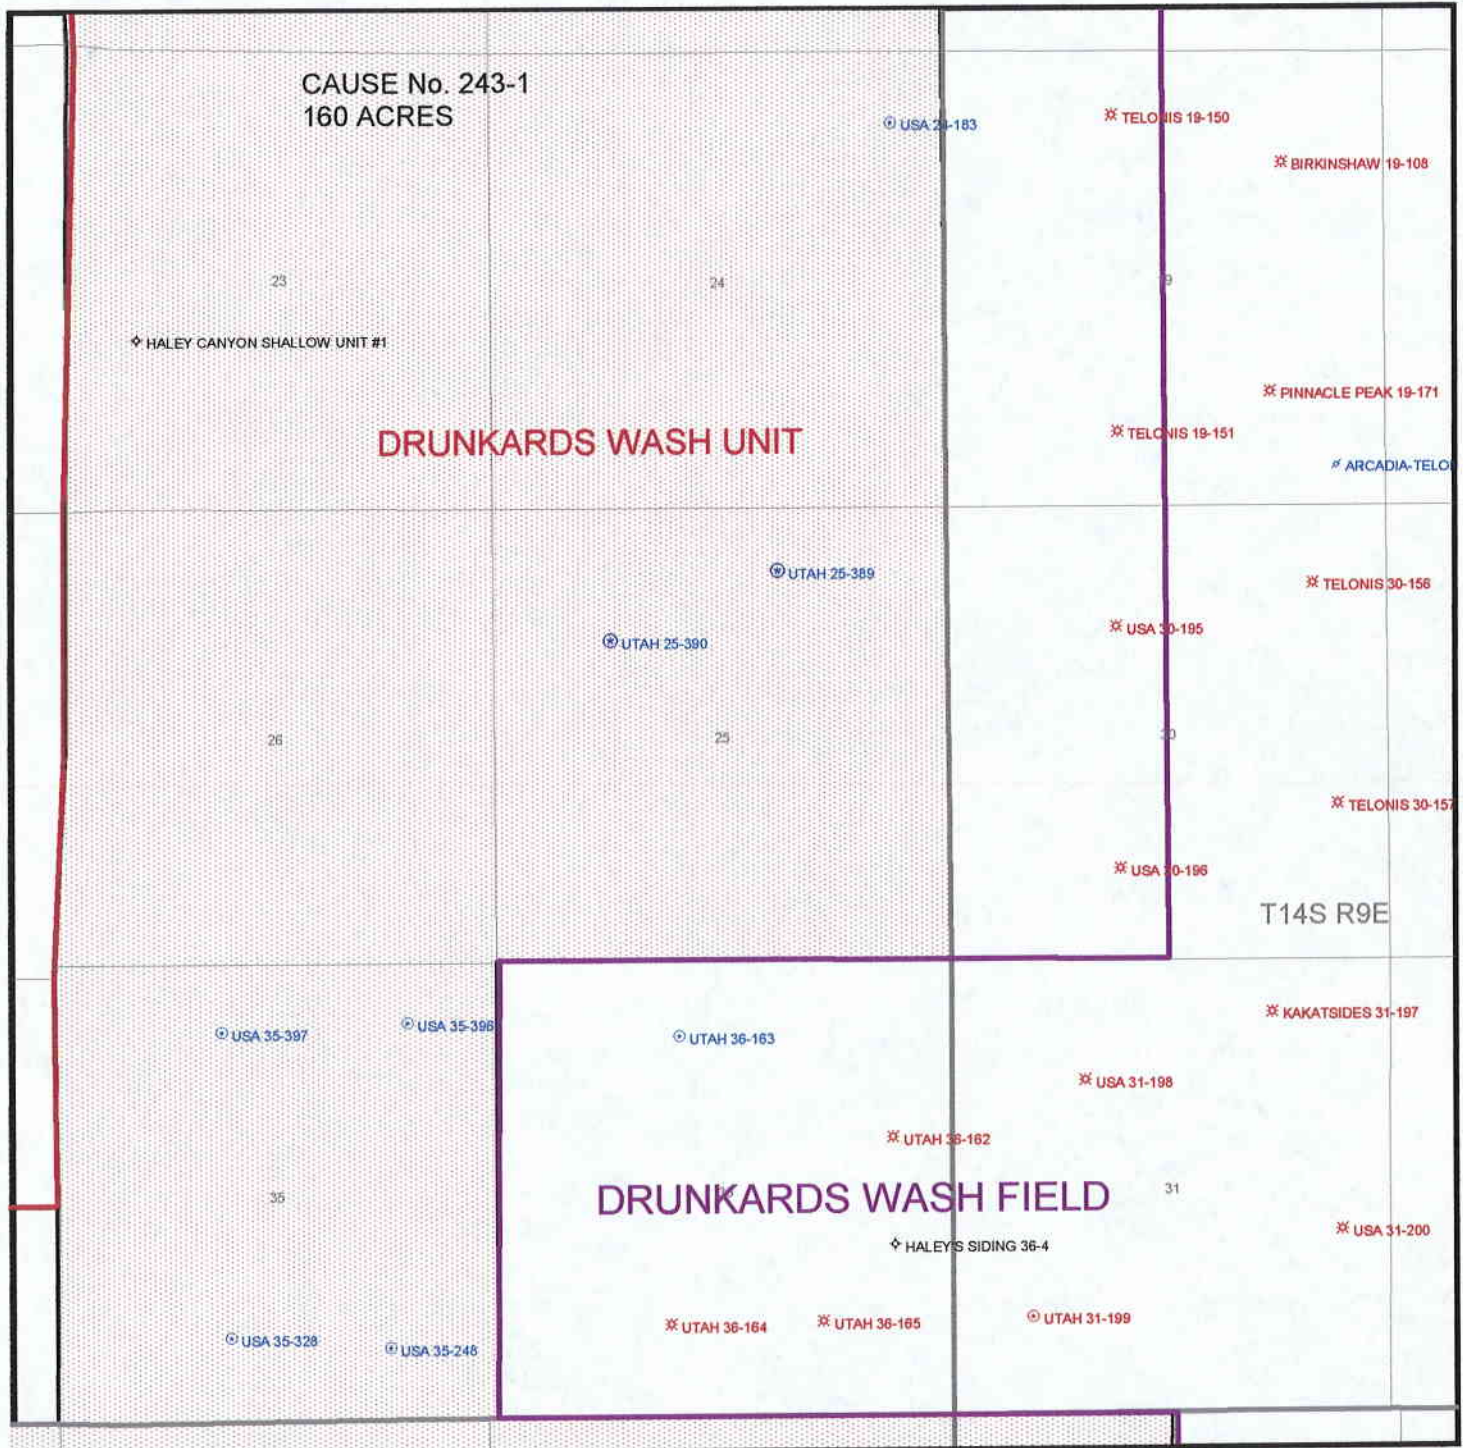 CAUSE No. 243-1
160 ACRES
USA 24-183
TELONIS 19-150
BIRKINSHAW 19-108
23
24
19
HALEY CANYON SHALLOW UNIT #1
PINNACLE PEAK 19-171
DRUNKARDS WASH UNIT
TELONIS 19-151
ARCADIA-TELO
UTAH 25-389
TELONIS 30-156
USA 30-195
UTAH 25-390
26
25
30
TELONIS 30-157
USA 30-196
T14S R9E
KAKATSIDES 31-197
USA 35-397
USA 35-396
UTAH 36-163
USA 31-198
UTAH 36-162
35
DRUNKARDS WASH FIELD
31
USA 31-200
HALEY'S SIDING 36-4
UTAH 36-164
UTAH 36-165
UTAH 31-199
USA 35-328
USA 35-248